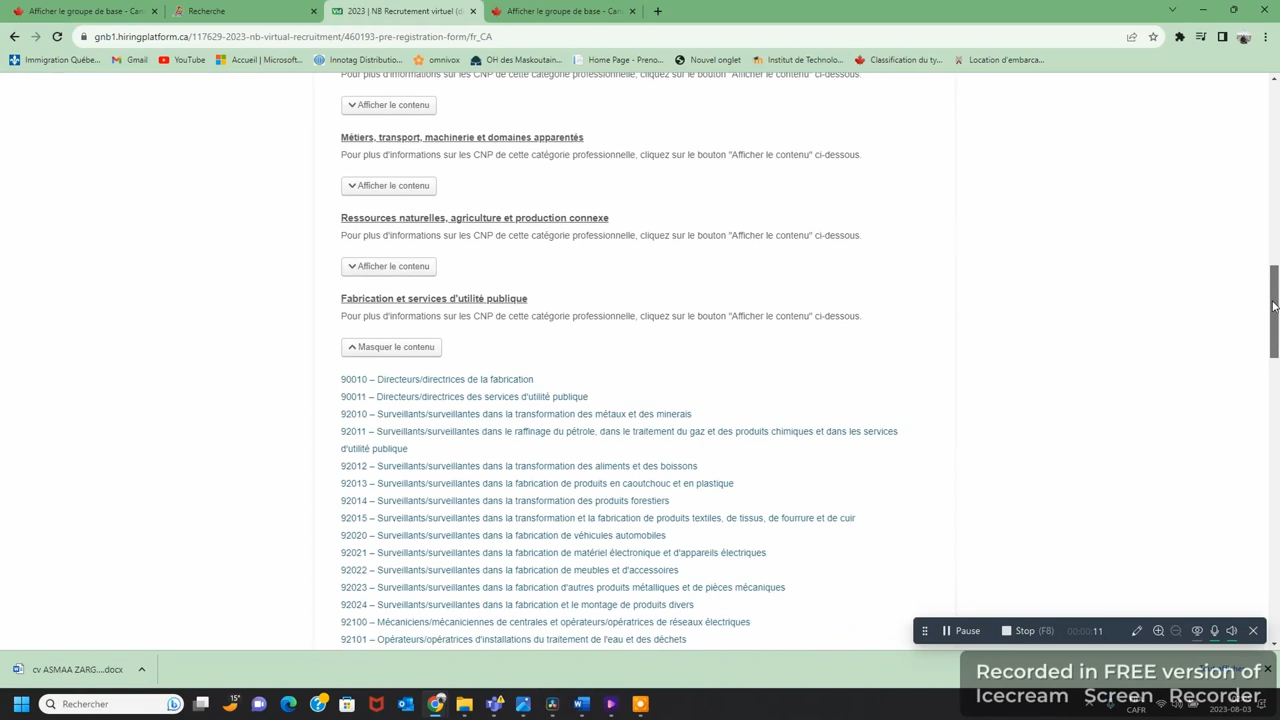 Afficher le groupe de base - Can
Recherche
2023 | NB Recrutement virtuel (d
Afficher le groupe de base - Can
gnb1.hiringplatform.ca/117629-2023-nb-virtual-recruitment/460193-pre-registration-form/fr_CA
Immigration Québe...
Gmail
YouTube
Accueil | Microsoft...
Innotag Distributio...
omnivox
OH des Maskoutain...
Home Page - Preno...
Nouvel onglet
Institut de Technolo...
Classification du ty...
Location d'embarca...
Pour plus d'informations sur les CNP de cette catégorie professionnelle, cliquez sur le bouton "Afficher le contenu" ci-dessous.
Afficher le contenu
Métiers, transport, machinerie et domaines apparentés
Pour plus d'informations sur les CNP de cette catégorie professionnelle, cliquez sur le bouton "Afficher le contenu" ci-dessous.
Afficher le contenu
Ressources naturelles, agriculture et production connexe
Pour plus d'informations sur les CNP de cette catégorie professionnelle, cliquez sur le bouton "Afficher le contenu" ci-dessous.
Afficher le contenu
Fabrication et services d'utilité publique
Pour plus d'informations sur les CNP de cette catégorie professionnelle, cliquez sur le bouton "Afficher le contenu" ci-dessous.
Masquer le contenu
90010 – Directeurs/directrices de la fabrication
90011 – Directeurs/directrices des services d'utilité publique
92010 – Surveillants/surveillantes dans la transformation des métaux et des minerais
92011 – Surveillants/surveillantes dans le raffinage du pétrole, dans le traitement du gaz et des produits chimiques et dans les services
d'utilité publique
92012 – Surveillants/surveillantes dans la transformation des aliments et des boissons
92013 – Surveillants/surveillantes dans la fabrication de produits en caoutchouc et en plastique
92014 – Surveillants/surveillantes dans la transformation des produits forestiers
92015 – Surveillants/surveillantes dans la transformation et la fabrication de produits textiles, de tissus, de fourrure et de cuir
92020 – Surveillants/surveillantes dans la fabrication de véhicules automobiles
92021 – Surveillants/surveillantes dans la fabrication de matériel électronique et d'appareils électriques
92022 – Surveillants/surveillantes dans la fabrication de meubles et d'accessoires
92023 – Surveillants/surveillantes dans la fabrication d'autres produits métalliques et de pièces mécaniques
92024 – Surveillants/surveillantes dans la fabrication et le montage de produits divers
92100 – Mécaniciens/mécaniciennes de centrales et opérateurs/opératrices de réseaux électriques
92101 – Opérateurs/opératrices d'installations du traitement de l'eau et des déchets
Pause
Stop (F8)
00:00:11
cv ASMAA ZARG....docx
Recorded in FREE version of
Icecream Screen Recorder
Rechercher
15°
CAFR
2023-08-03